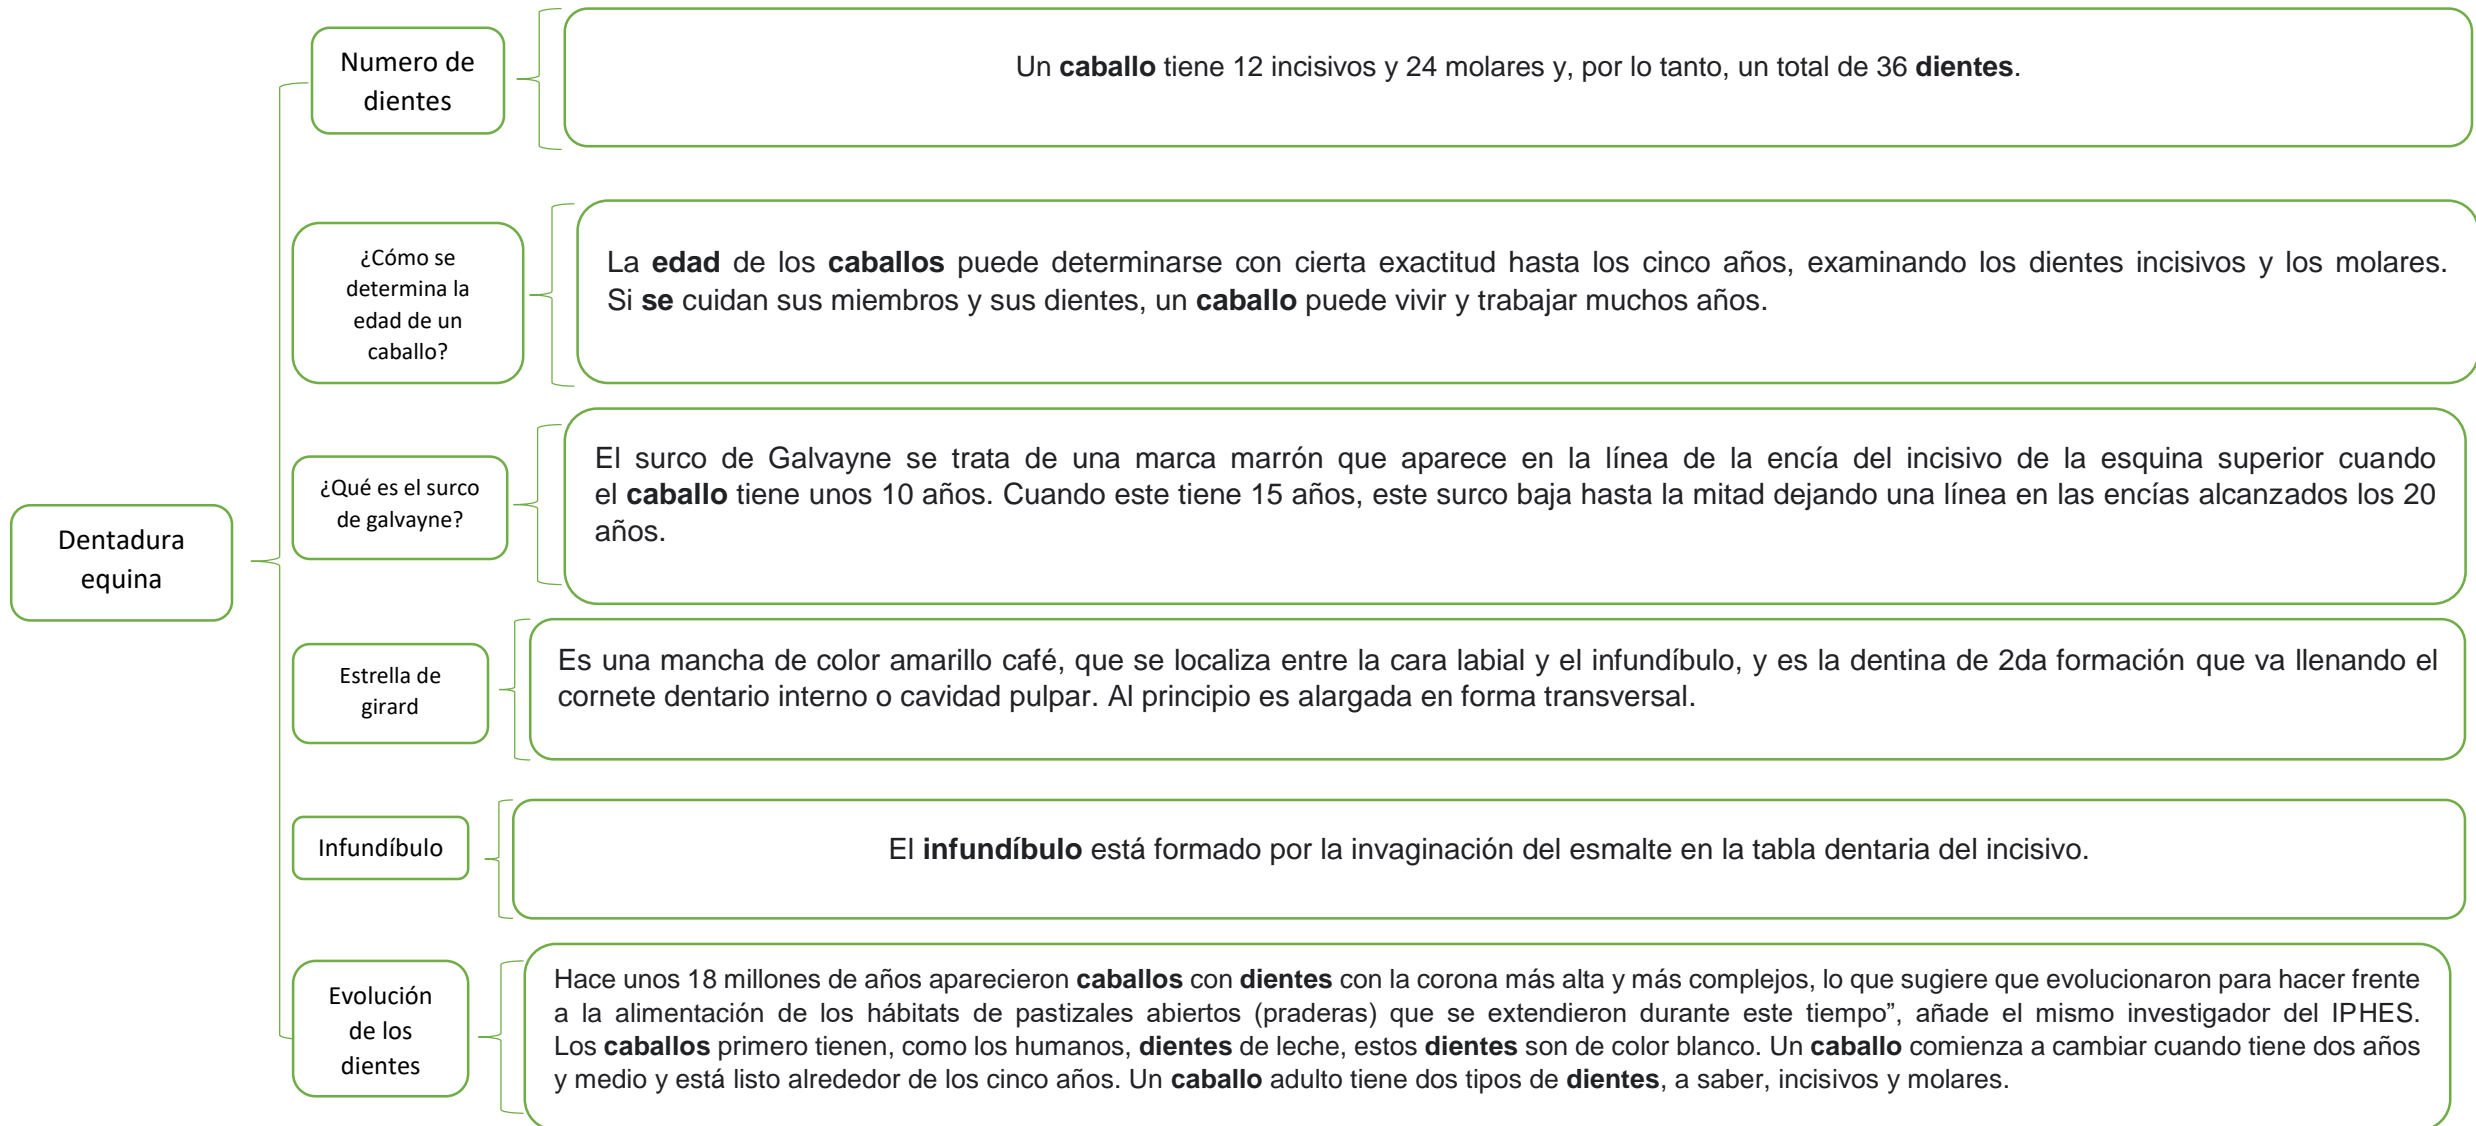 Dentadura
equina
Numero de
dientes
Un caballo tiene 12 incisivos y 24 molares y, por lo tanto, un total de 36 dientes.
¿Cómo se
determina la
edad de un
caballo?
La edad de los caballos puede determinarse con cierta exactitud hasta los cinco años, examinando los dientes incisivos y los molares.
Si se cuidan sus miembros y sus dientes, un caballo puede vivir y trabajar muchos años.
¿Qué es el surco
de galvayne?
El surco de Galvayne se trata de una marca marrón que aparece en la línea de la encía del incisivo de la esquina superior cuando
el caballo tiene unos 10 años. Cuando este tiene 15 años, este surco baja hasta la mitad dejando una línea en las encías alcanzados los 20
años.
Estrella de
girard
Es una mancha de color amarillo café, que se localiza entre la cara labial y el infundíbulo, y es la dentina de 2da formación que va llenando el
cornete dentario interno o cavidad pulpar. Al principio es alargada en forma transversal.
Infundíbulo
El infundíbulo está formado por la invaginación del esmalte en la tabla dentaria del incisivo.
Evolución
de los
dientes
Hace unos 18 millones de años aparecieron caballos con dientes con la corona más alta y más complejos, lo que sugiere que evolucionaron para hacer frente
a la alimentación de los hábitats de pastizales abiertos (praderas) que se extendieron durante este tiempo”, añade el mismo investigador del IPHES.
Los caballos primero tienen, como los humanos, dientes de leche, estos dientes son de color blanco. Un caballo comienza a cambiar cuando tiene dos años
y medio y está listo alrededor de los cinco años. Un caballo adulto tiene dos tipos de dientes, a saber, incisivos y molares.